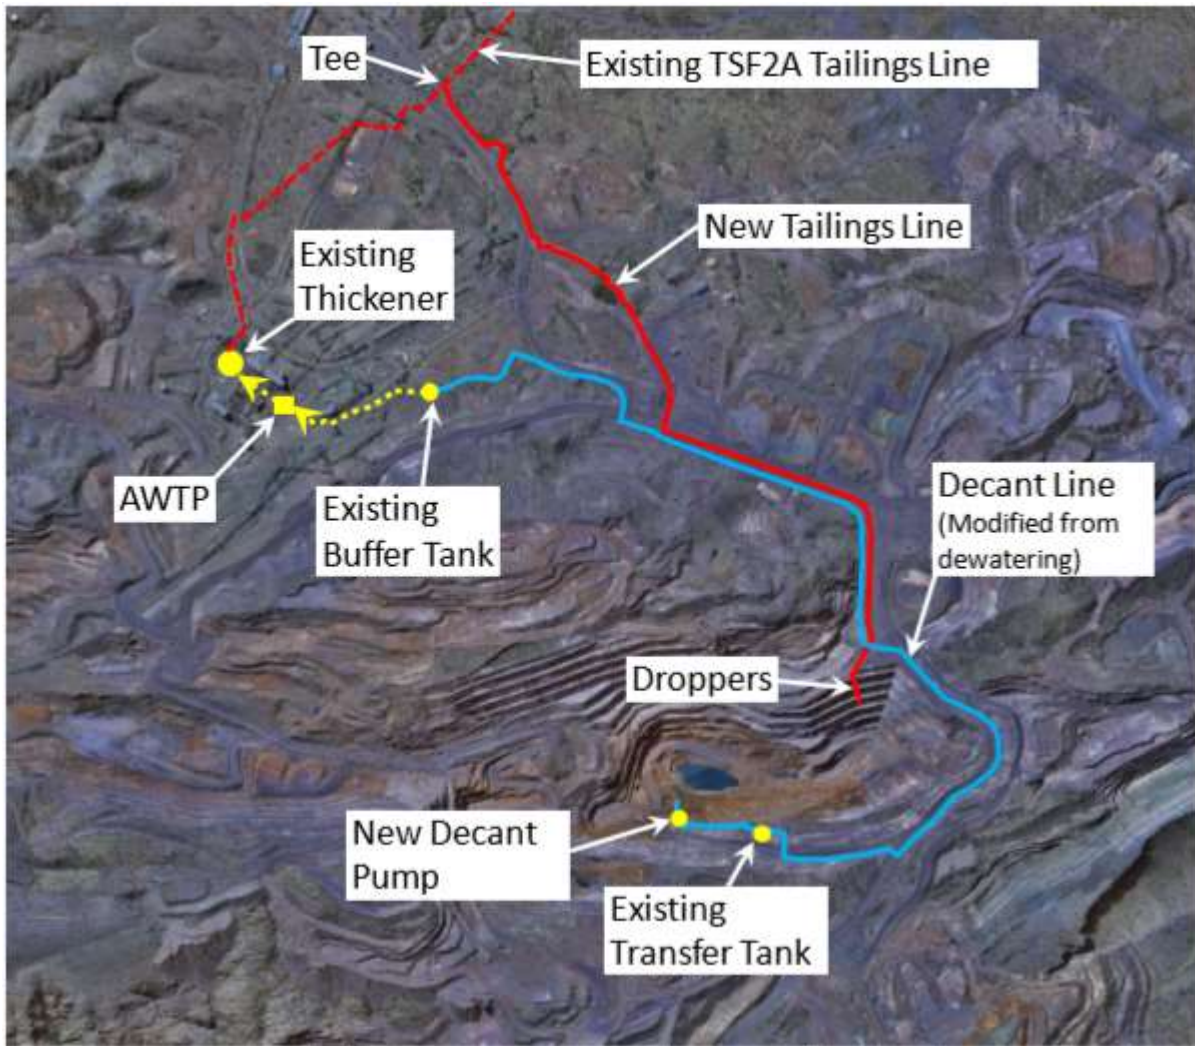 Tee
Existing TSF2A Tailings Line
New Tailings Line
Existing
Thickener
AWTP
Existing
Buffer Tank
Decant Line
(Modified from
dewatering)
Droppers
New Decant
Pump
Existing
Transfer Tank